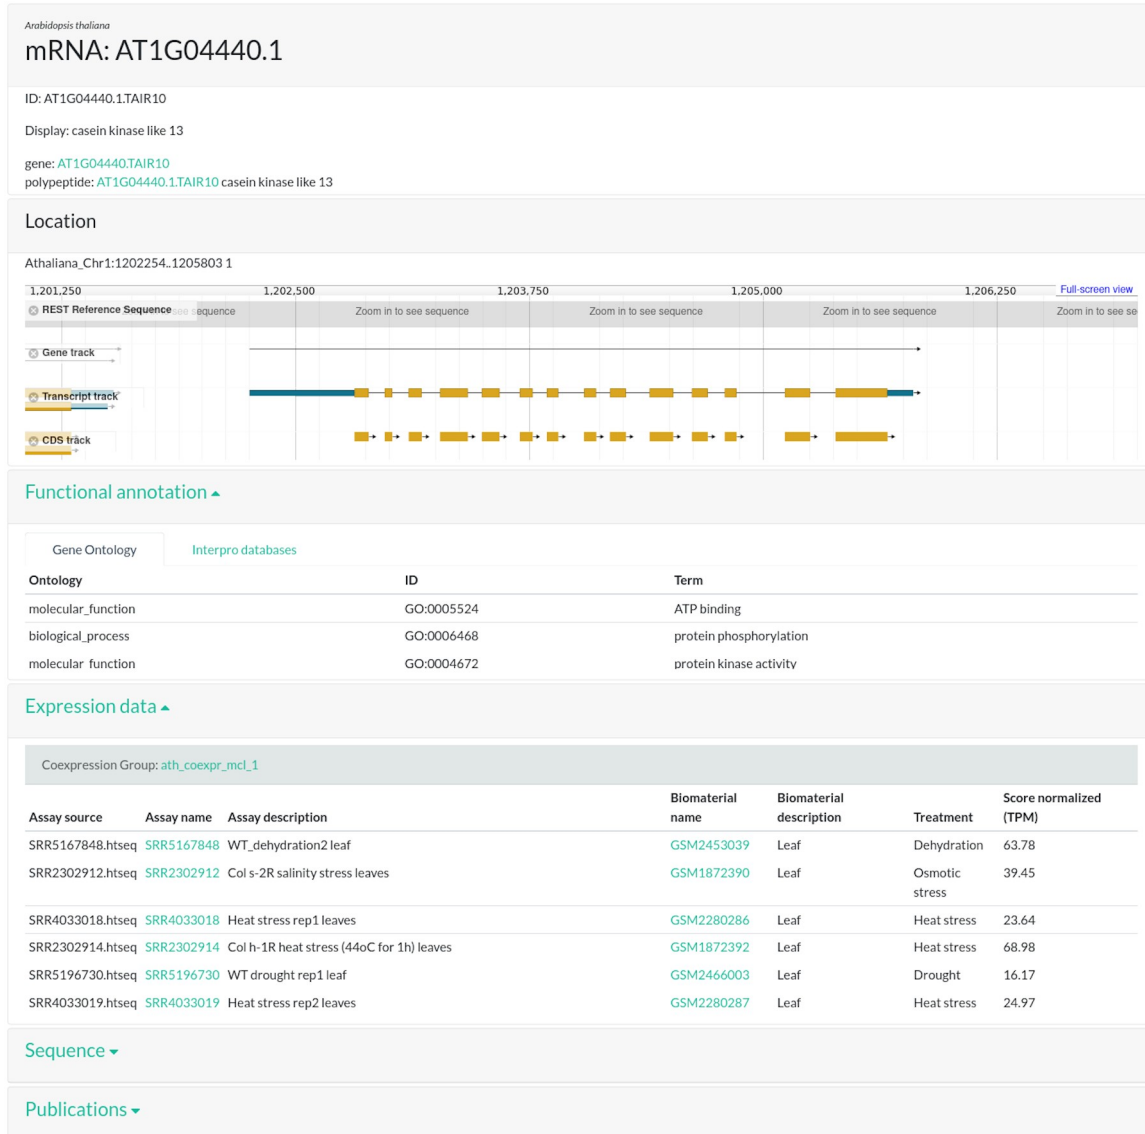 Arabidopsis thaliana
mRNA: AT1G04440.1
ID: AT1G04440.1.TAIR10
Display: casein kinase like 13
gene: AT1G04440.TAIR10
polypeptide: AT1G04440.1.TAIR10 casein kinase like 13
Location
Athaliana_Chr1:1202254..1205803 1
1,201,250 1,202,500 1,203,750 1,205,000 1,206,250 Full-screen view
REST Reference Sequence see sequence Zoom in to see sequence Zoom in to see sequence Zoom in to see sequence Zoom in to see se
Gene track
Transcript track
CDS track
Functional annotation
Gene Ontology Interpro databases
Ontology ID Term
molecular_function GO:0005524 ATP binding
biological_process GO:0006468 protein phosphorylation
molecular_function GO:0004672 protein kinase activity
Expression data
Coexpression Group: ath_coexpr_mcl_1
Biomaterial Biomaterial Score normalized
Assay source Assay name Assay description name description Treatment (TPM)
SRR5167848.htseq SRR5167848 WT_dehydration2 leaf GSM2453039 Leaf Dehydration 63.78
SRR2302912.htseq SRR2302912 Col s-2R salinity stress leaves GSM1872390 Leaf Osmotic 39.45
stress
SRR4033018.htseq SRR4033018 Heat stress rep1 leaves GSM2280286 Leaf Heat stress 23.64
SRR2302914.htseq SRR2302914 Col h-1R heat stress (44oC for 1h) leaves GSM1872392 Leaf Heat stress 68.98
SRR5196730.htseq SRR5196730 WT drought rep1 leaf GSM2466003 Leaf Drought 16.17
SRR4033019.htseq SRR4033019 Heat stress rep2 leaves GSM2280287 Leaf Heat stress 24.97
Sequence
Publications